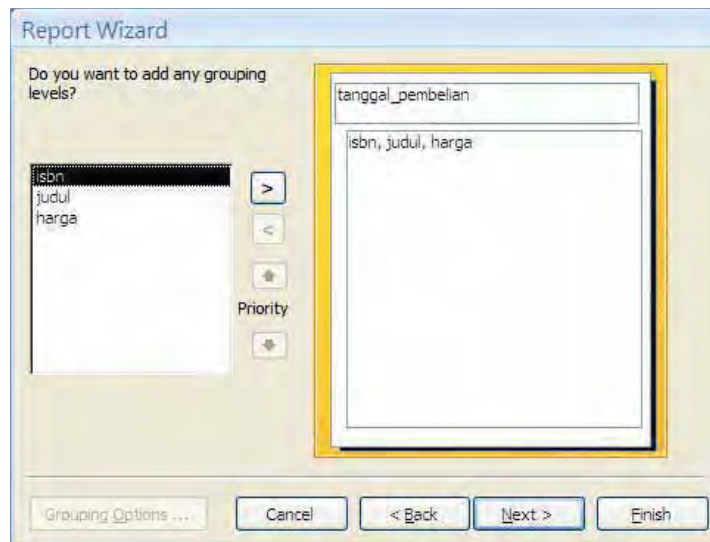 Report Wizard
Do you want to add any grouping
levels?
isbn
judul
harga
>
<
Priority
tanggal_pembelian
isbn, judul, harga
Grouping Options ...
Cancel
< Back
Next >
Finish